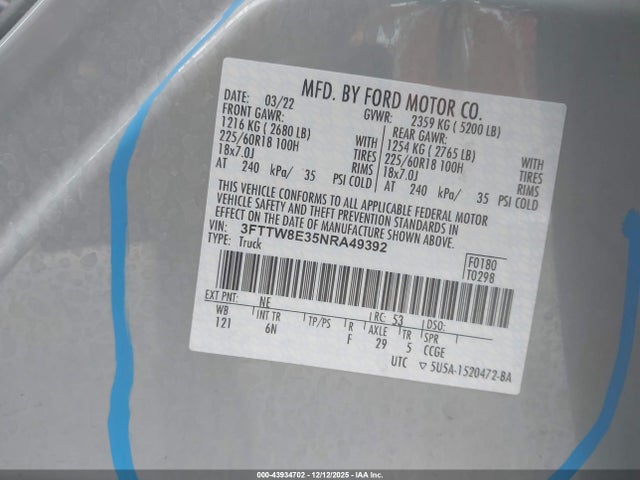 MFD. BY FORD MOTOR CO.
DATE: 03/22 GVWR: 2359 KG ( 5200 LB)
FRONT GAWR: REAR GAWR:
1216 KG ( 2680 LB) WITH 1254 KG ( 2765 LB) WITH
225/60R18 100H TIRES 225/60R18 100H TIRES
18x7.0J RIMS 18x7.0J RIMS
AT 240 kPa/ 35 PSI COLD AT 240 kPa/ 35 PSI COLD
THIS VEHICLE CONFORMS TO ALL APPLICABLE FEDERAL MOTOR
VEHICLE SAFETY AND THEFT PREVENTION STANDARDS IN
EFFECT ON THE DATE OF MANUFACTURE SHOWN ABOVE.
VIN: 3FTTW8E35NRA49392
TYPE: Truck
F0180
T0298
EXT PNT: NE RC: 53 DSO:
WB INT TR TP/PS R AXLE TR SPR
121 6N F 29 5 CCGE
UTC ▽ 5U5A-1520472-BA
000-43934702 - 12/12/2025 - IAA Inc.